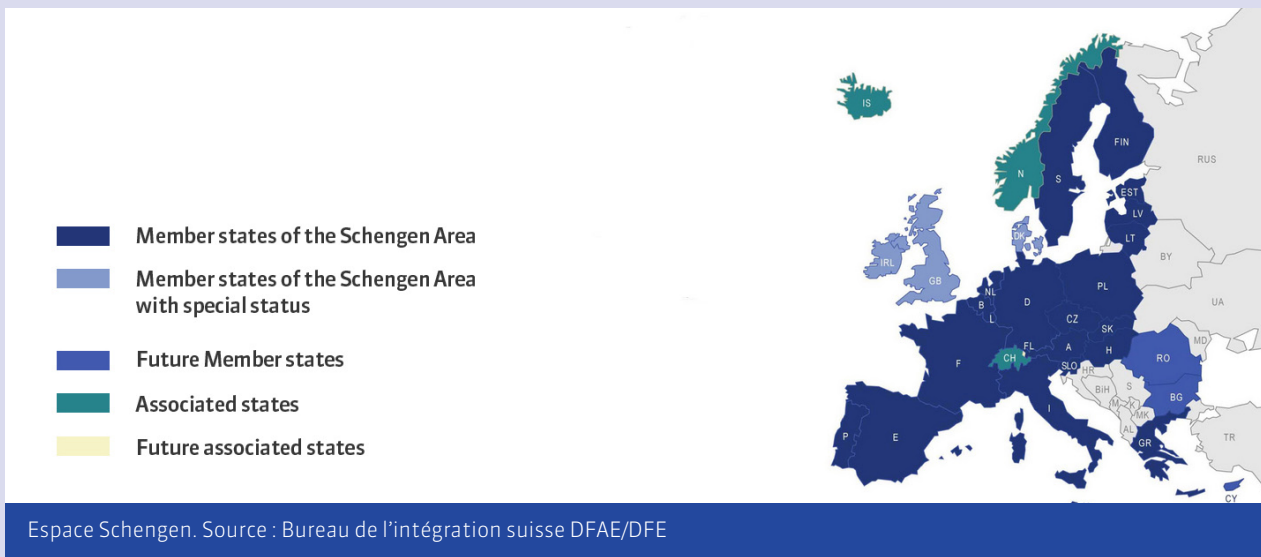 Member states of the Schengen Area
Member states of the Schengen Area
with special status
Future Member states
Associated states
Future associated states
IS
N
S
FIN
RUS
EST
LV
LT
DK
IRL
GB
BY
NL
B
L
D
PL
UA
CZ
SK
FL
A
H
MD
CH
F
SLO
HR
RO
BiH
S
I
M
K
BG
MK
AL
P
E
GR
TR
CY
Espace Schengen. Source : Bureau de l'intégration suisse DFAE/DFE